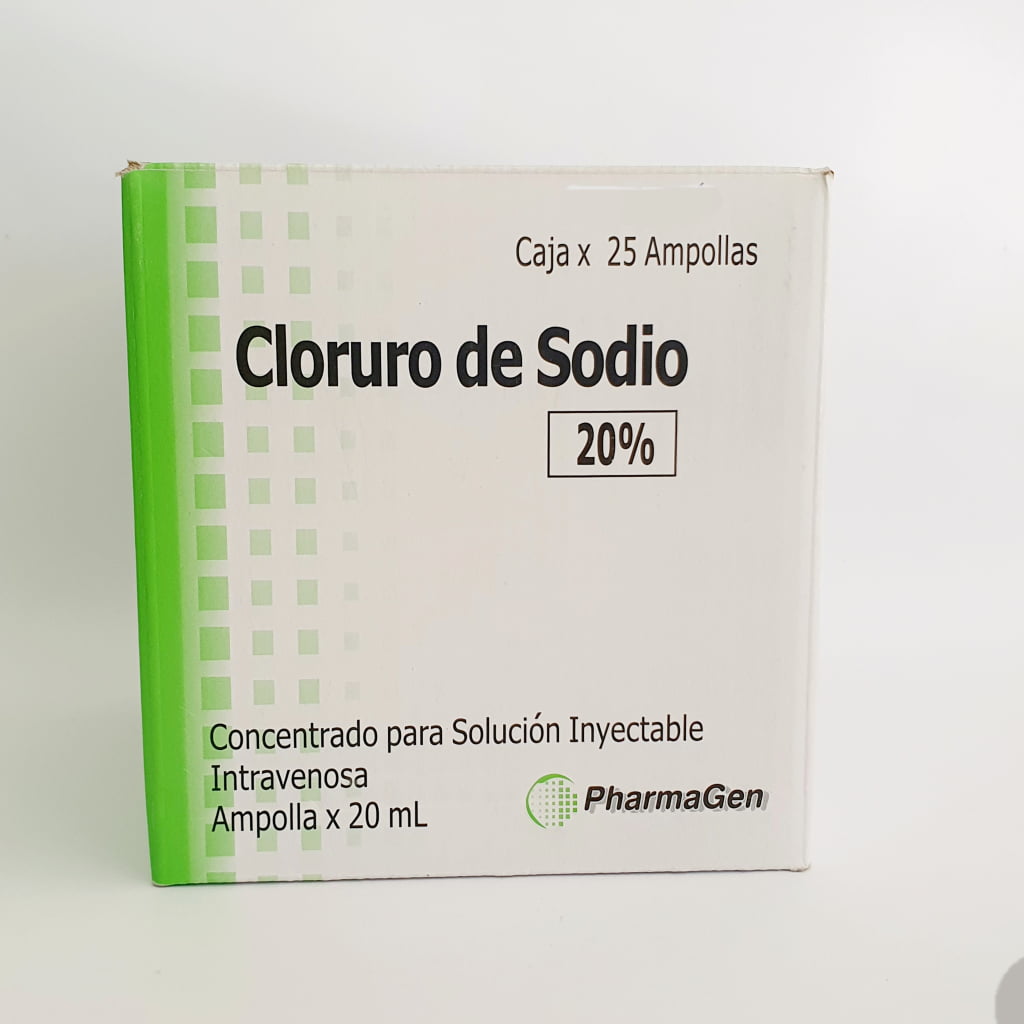 Caja x 25 Ampollas
Cloruro de Sodio
20%
Concentrado para Solución Inyectable
Intravenosa
Ampolla x 20 mL
PharmaGen